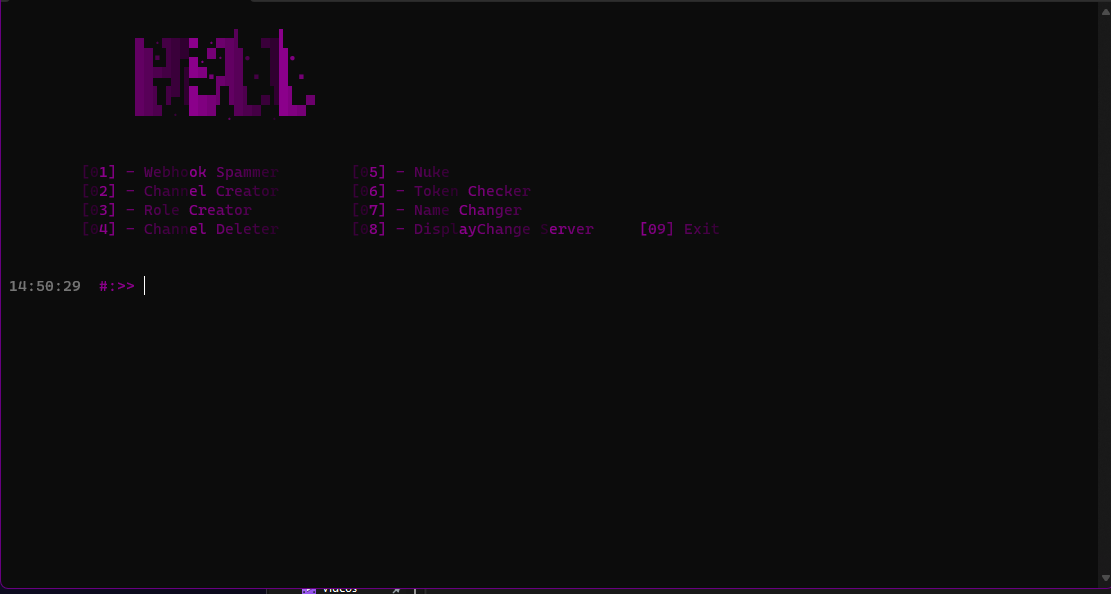 HELL
[01] - Webhook Spammer [05] - Nuke
[02] - Channel Creator [06] - Token Checker
[03] - Role Creator [07] - Name Changer
[04] - Channel Deleter [08] - DisplayChange Server [09] Exit
14:50:29 #:>>